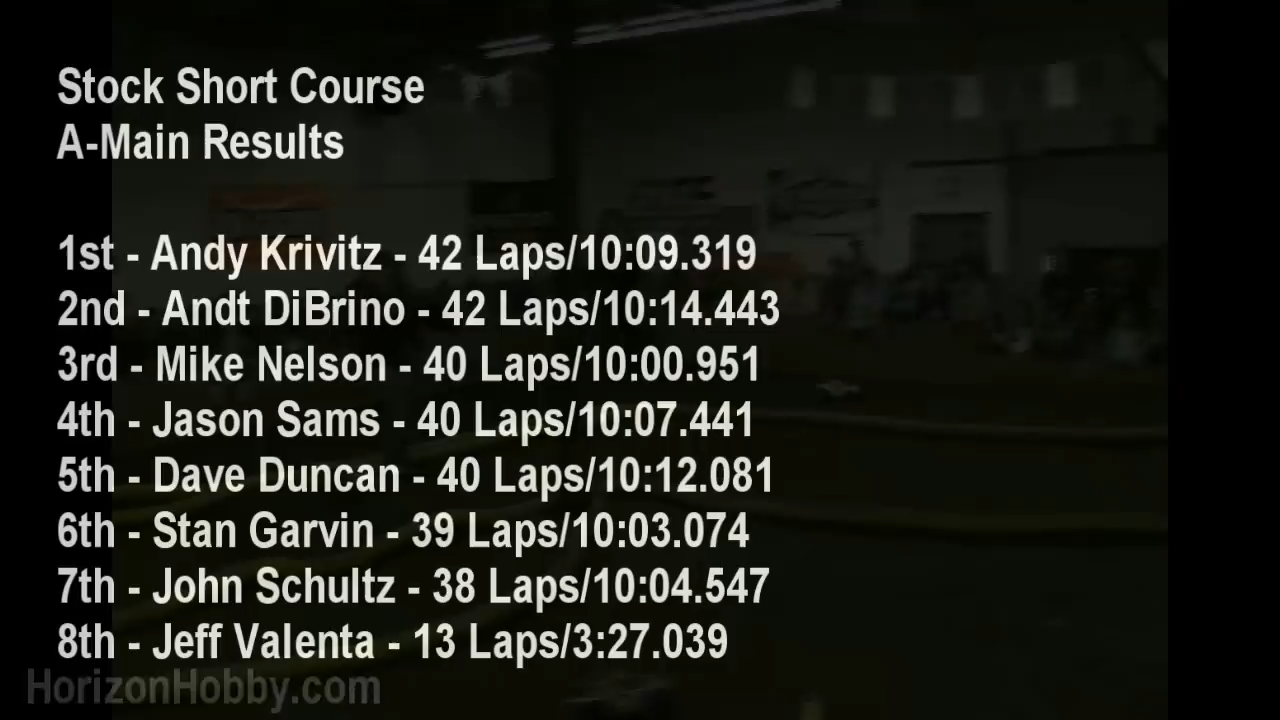 Stock Short Course
A-Main Results
1st - Andy Krivitz - 42 Laps/10:09.319
2nd - Andt DiBrino - 42 Laps/10:14.443
3rd - Mike Nelson - 40 Laps/10:00.951
4th - Jason Sams - 40 Laps/10:07.441
5th - Dave Duncan - 40 Laps/10:12.081
6th - Stan Garvin - 39 Laps/10:03.074
7th - John Schultz - 38 Laps/10:04.547
8th - Jeff Valenta - 13 Laps/3:27.039
HorizonHobby.com